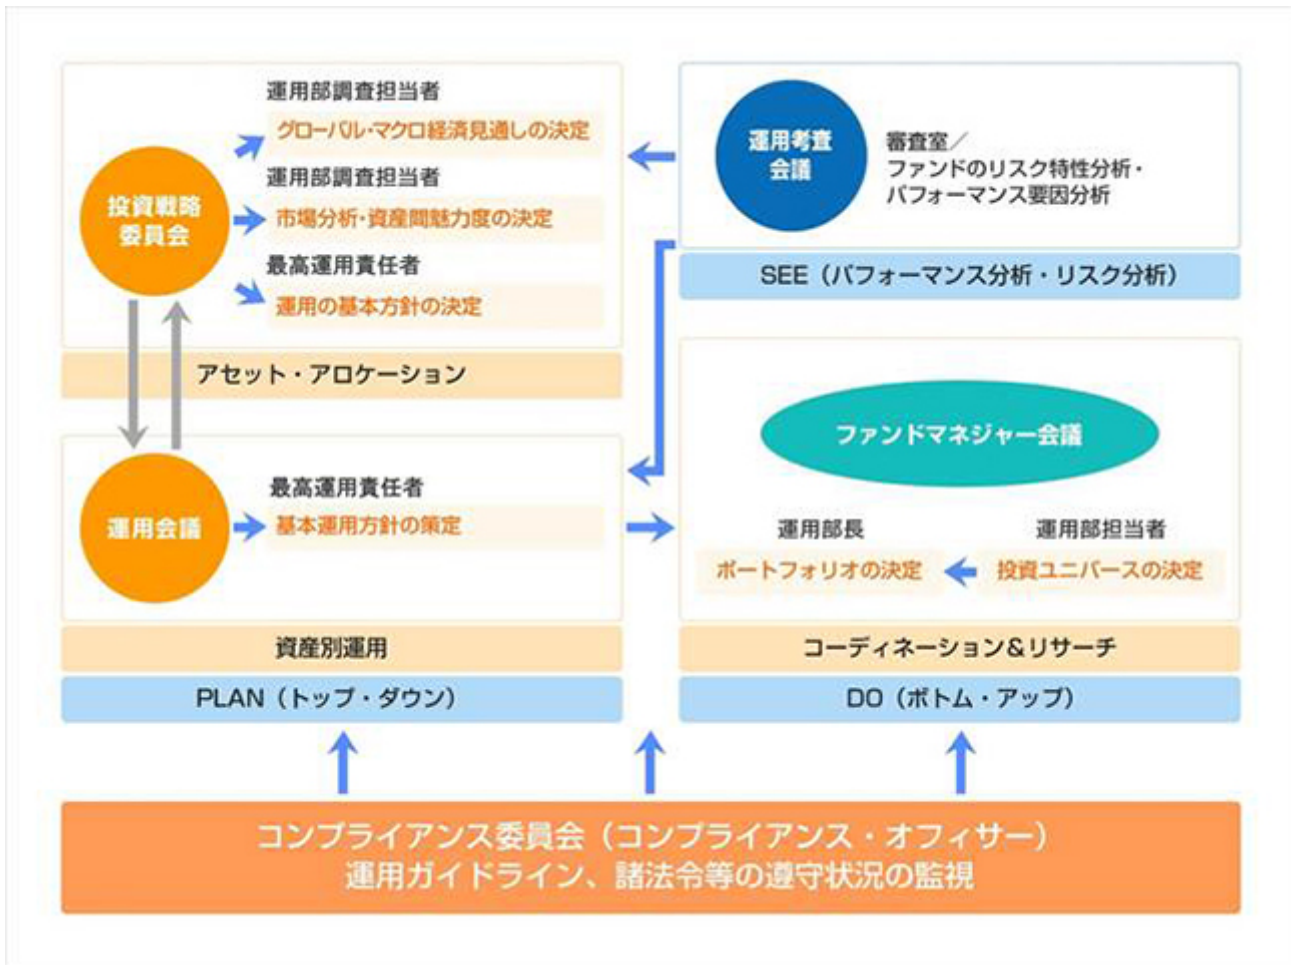 運用部調査担当者
グローバル・マクロ経済見通しの決定
運用部調査担当者
市場分析・資産間魅力度の決定
最高運用責任者
運用の基本方針の決定
投資戦略
委員会
アセット・アロケーション
運用考査
会議
審査室／
ファンドのリスク特性分析・
パフォーマンス要因分析
SEE（パフォーマンス分析・リスク分析）
運用会議
最高運用責任者
基本運用方針の策定
資産別運用
PLAN（トップ・ダウン）
ファンドマネジャー会議
運用部長
ポートフォリオの決定
運用部担当者
投資ユニバースの決定
コーディネーション＆リサーチ
DO（ボトム・アップ）
コンプライアンス委員会（コンプライアンス・オフィサー）
運用ガイドライン、諸法令等の遵守状況の監視